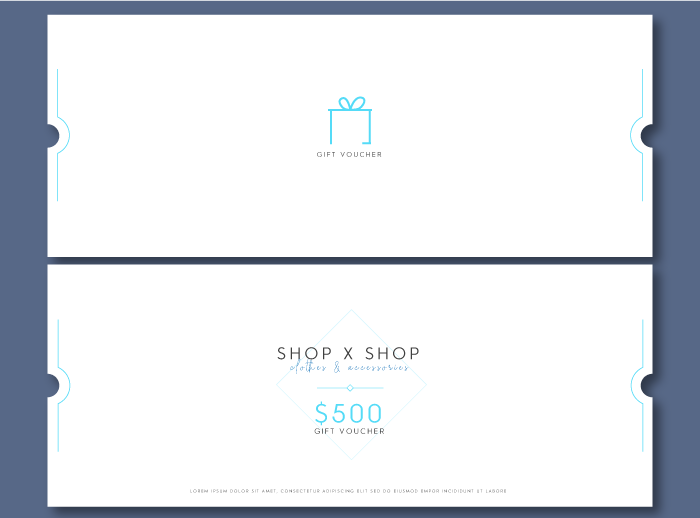 GIFT VOUCHER
SHOP X SHOP
clothes & accessories
$500
GIFT VOUCHER
LOREM IPSUM DOLOR SIT AMET, CONSECTETUR ADIPISCING ELIT SED DO EIUSMOD EMPOR INCIDIDUNT UT LABORE